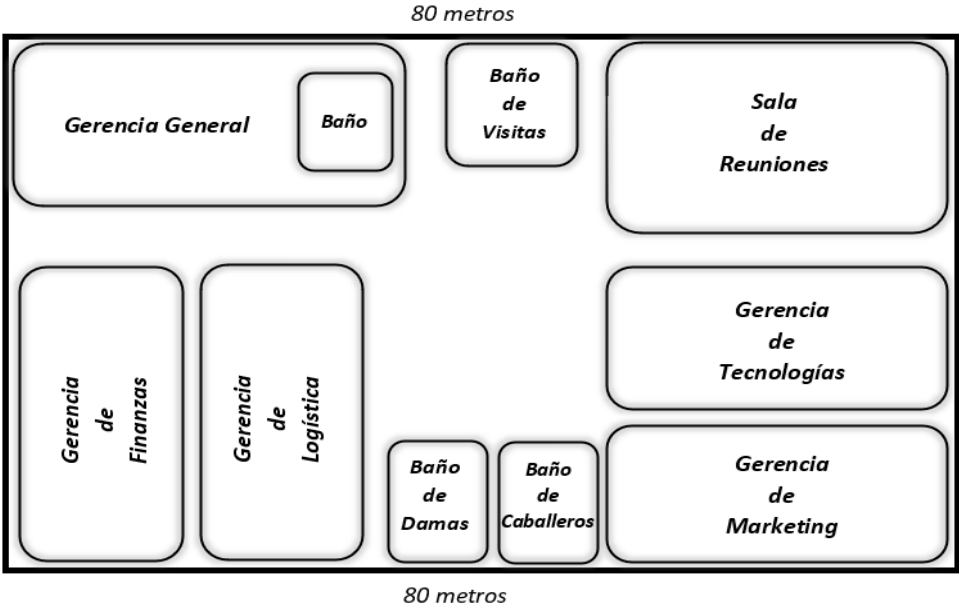 80 metros
Gerencia General
Baño
Baño
de
Visitas
Sala
de
Reuniones
Gerencia
de
Finanzas
Gerencia
de
Logística
Gerencia
de
Tecnologías
Baño
de
Damas
Baño
de
Caballeros
Gerencia
de
Marketing
80 metros